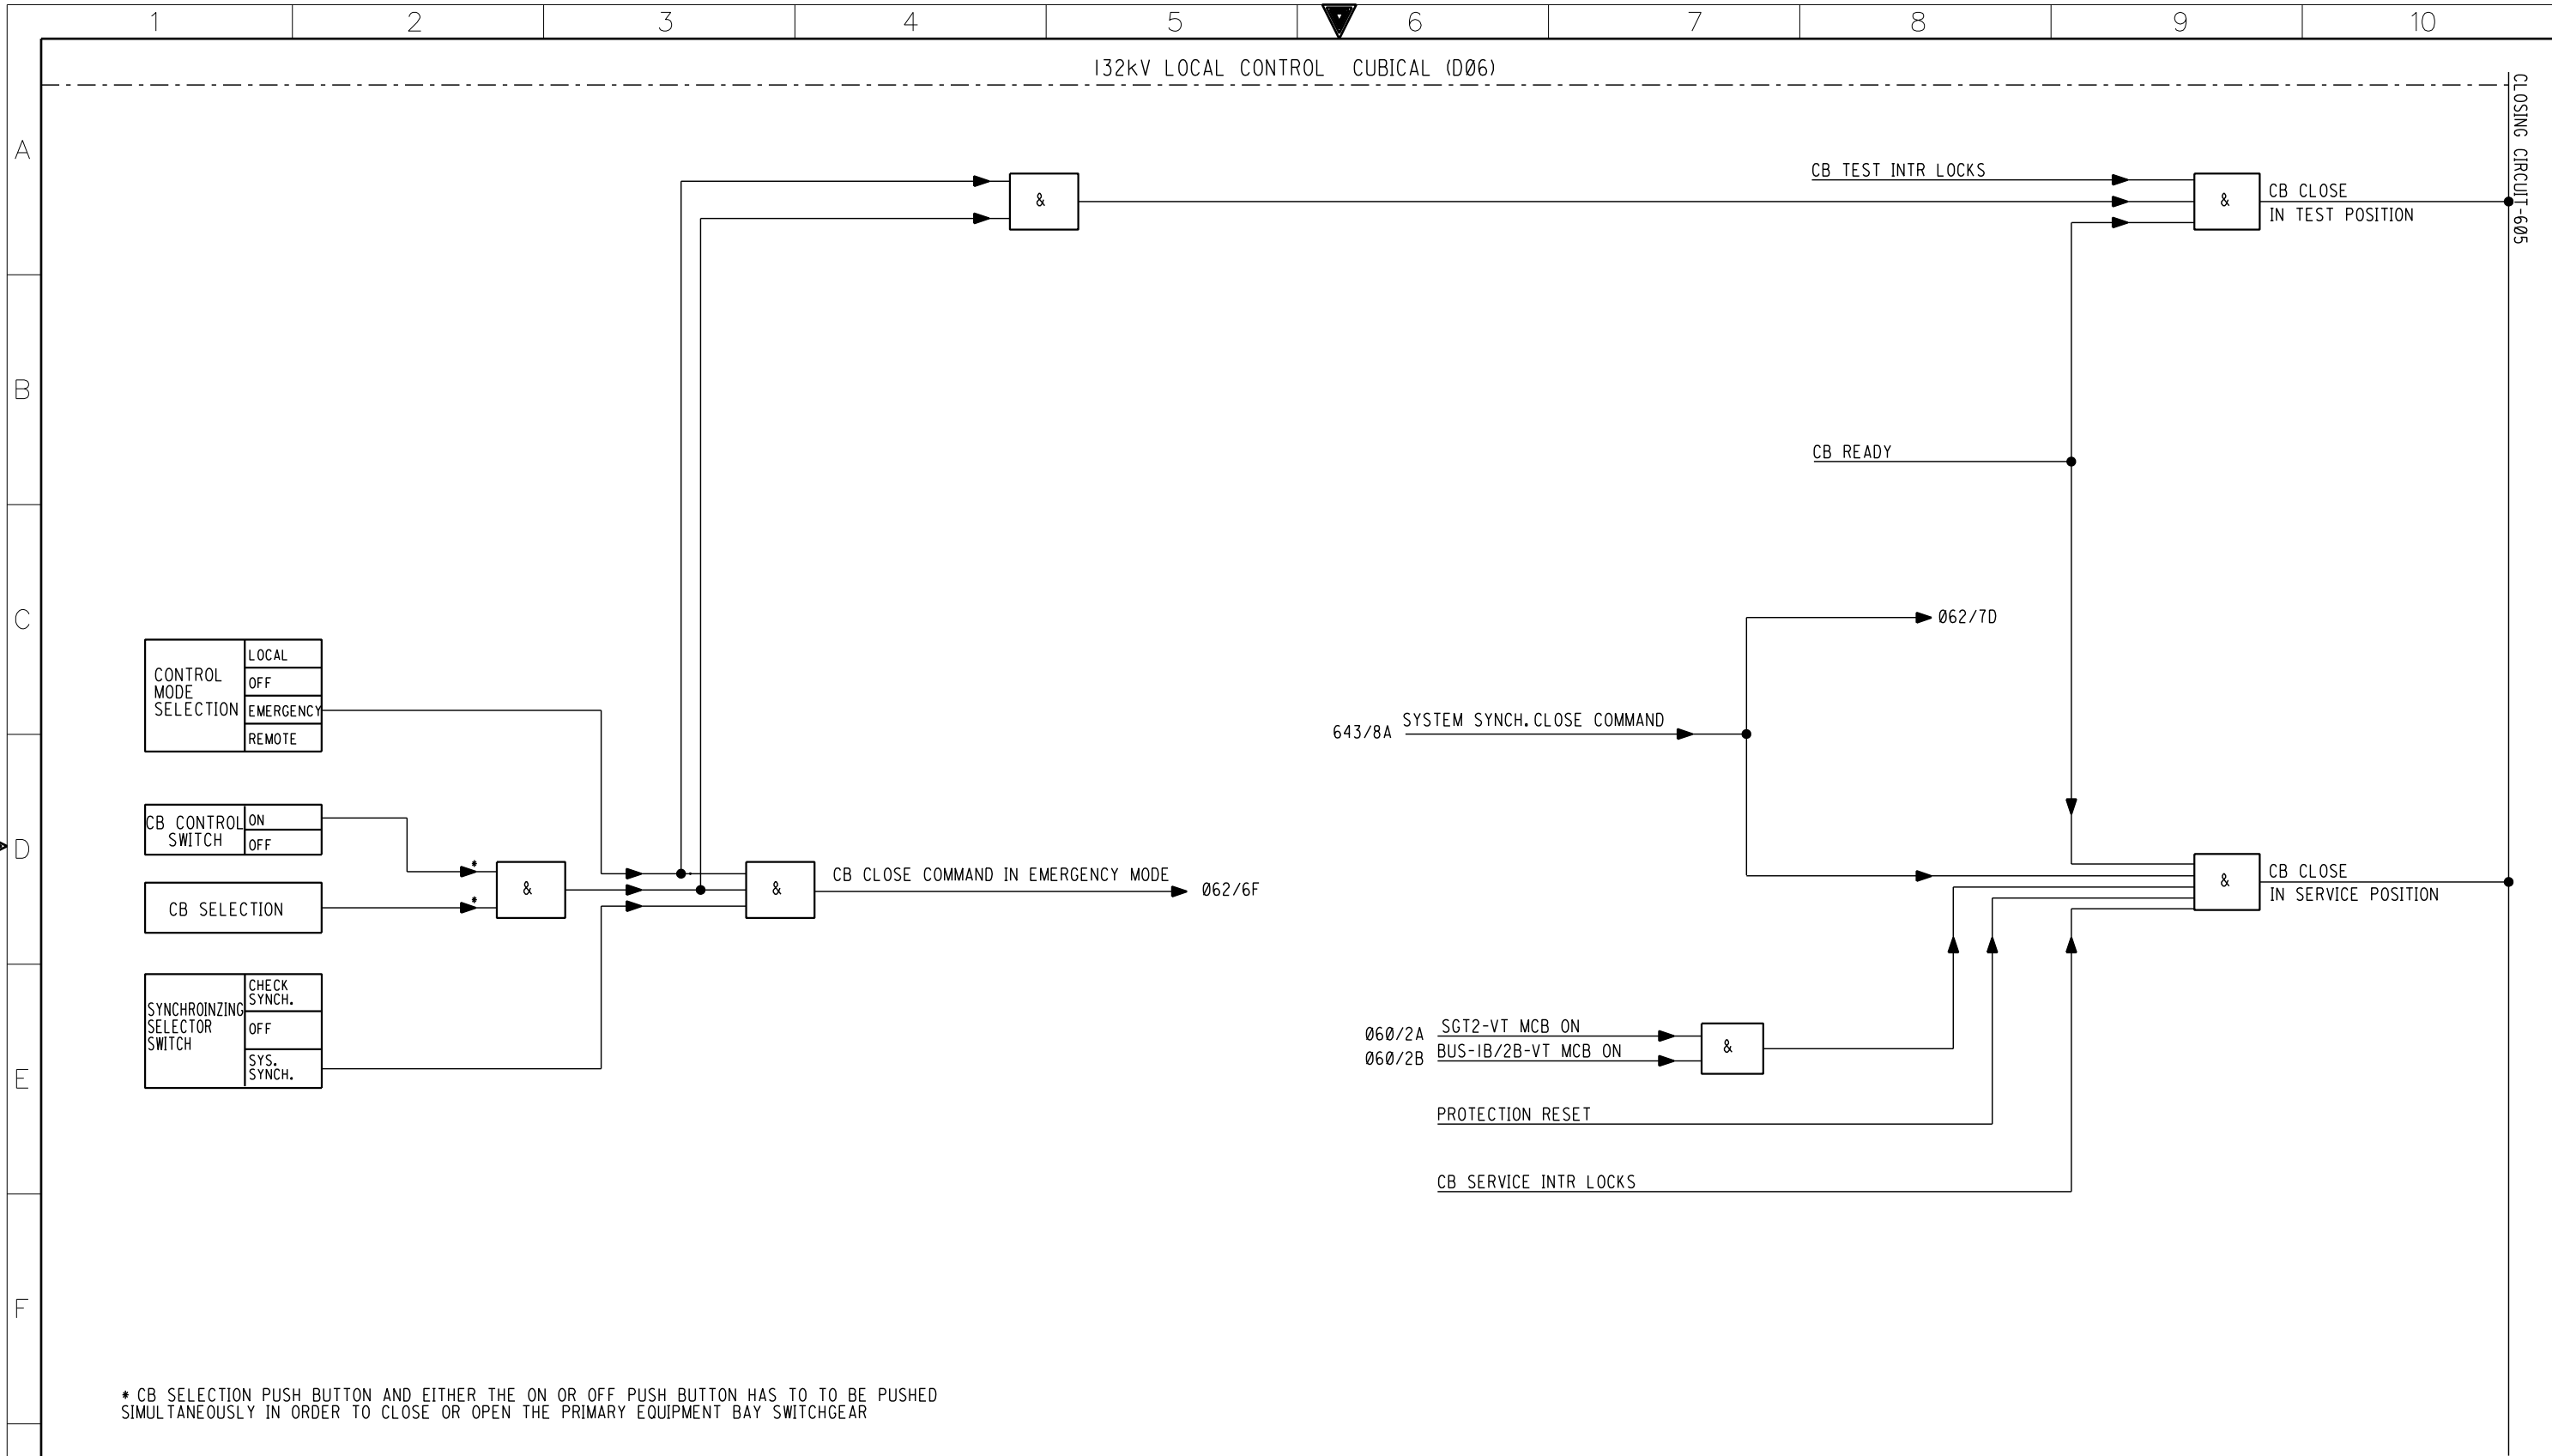 1 2 3 4 5 6 7 8 9 10
132kV LOCAL CONTROL CUBICAL (DØ6)
CLOSING CIRCUIT-6Ø5
A
B
C
D
E
F
CB TEST INTR LOCKS
&
&
CB CLOSE
IN TEST POSITION
CB READY
Ø62/7D
643/8A SYSTEM SYNCH.CLOSE COMMAND
CONTROL
MODE
SELECTION
LOCAL
OFF
EMERGENCY
REMOTE
CB CONTROL
SWITCH
ON
OFF
CB SELECTION
*
*
&
&
CB CLOSE COMMAND IN EMERGENCY MODE
Ø62/6F
&
CB CLOSE
IN SERVICE POSITION
SYNCHROINZING
SELECTOR
SWITCH
CHECK
SYNCH.
OFF
SYS.
SYNCH.
Ø6Ø/2A SGT2-VT MCB ON
Ø6Ø/2B BUS-1B/2B-VT MCB ON
&
PROTECTION RESET
CB SERVICE INTR LOCKS
* CB SELECTION PUSH BUTTON AND EITHER THE ON OR OFF PUSH BUTTON HAS TO TO BE PUSHED
SIMULTANEOUSLY IN ORDER TO CLOSE OR OPEN THE PRIMARY EQUIPMENT BAY SWITCHGEAR